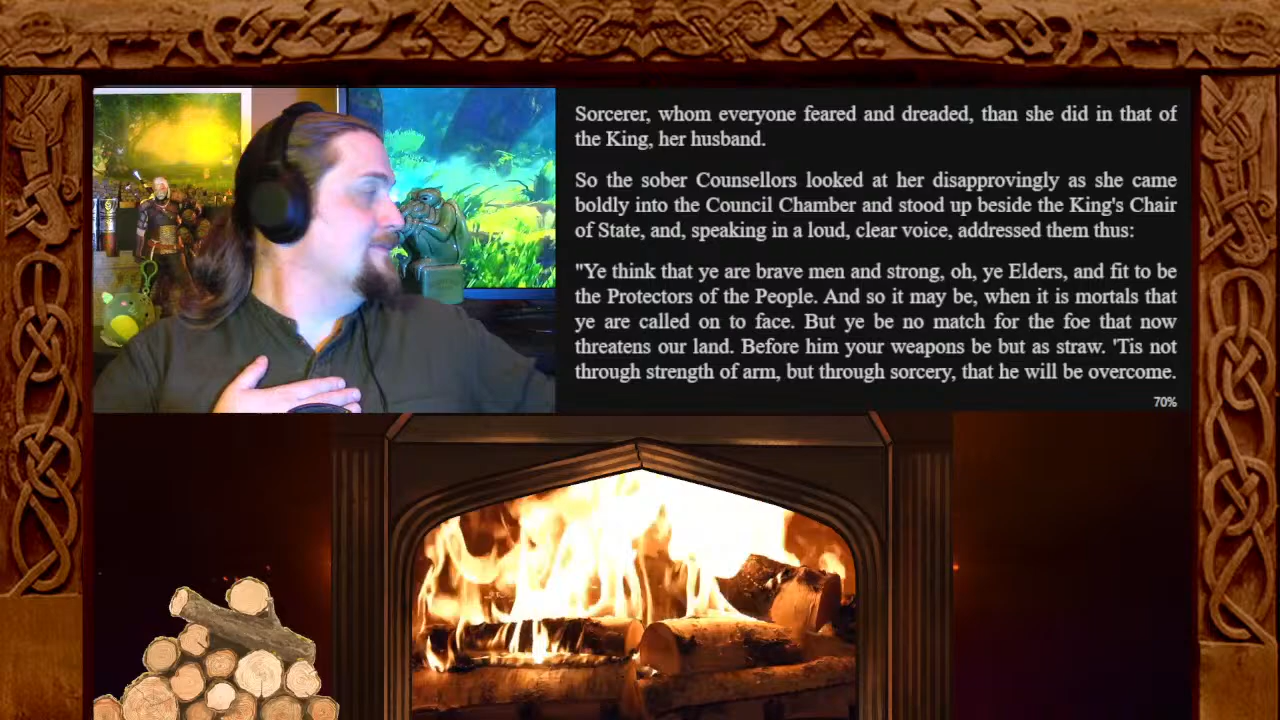 Sorcerer, whom everyone feared and dreaded, than she did in that of
the King, her husband.
So the sober Counsellors looked at her disapprovingly as she came
boldly into the Council Chamber and stood up beside the King's Chair
of State, and, speaking in a loud, clear voice, addressed them thus:
"Ye think that ye are brave men and strong, oh, ye Elders, and fit to be
the Protectors of the People. And so it may be, when it is mortals that
ye are called on to face. But ye be no match for the foe that now
threatens our land. Before him your weapons be but as straw. 'Tis not
through strength of arm, but through sorcery, that he will be overcome.
70%